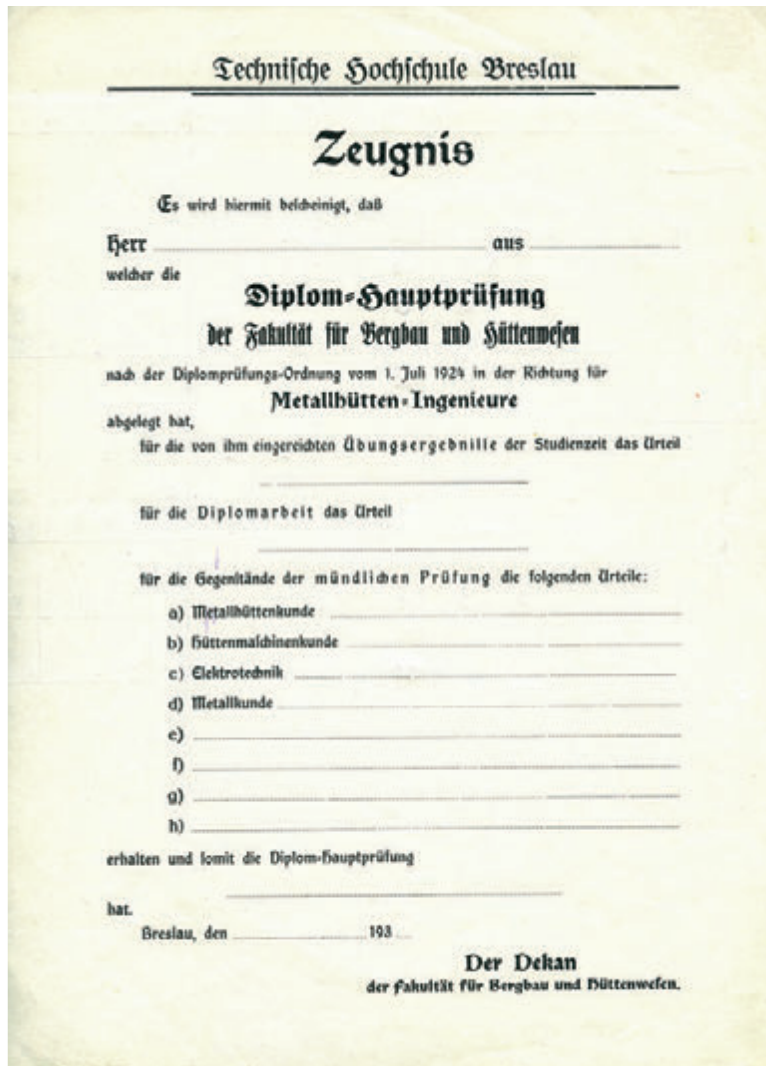 Technische Hochschule Breslau
Zeugnis
Es wird hiermit bescheinigt, daß
Herr ........ aus ........
welcher die
Diplom-Hauptprüfung
der Fakultät für Bergbau und Hüttenwesen
nach der Diplomprüfungs-Ordnung vom 1. Juli 1924 in der Richtung für
Metallhütten-Ingenieure
abgelegt hat,
für die von ihm eingereichten Übungsergebnisse der Studienzeit das Urteil
für die Diplomarbeit das Urteil
für die Gegenstände der mündlichen Prüfung die folgenden Urteile:
a) Metallhüttenkunde
b) Hüttenmaschinenkunde
c) Elektrotechnik
d) Metallkunde
e)
f)
g)
h)
erhalten und somit die Diplom-Hauptprüfung
hat.
Breslau, den ........ 193
Der Dekan
der Fakultät für Bergbau und Hüttenwesen.